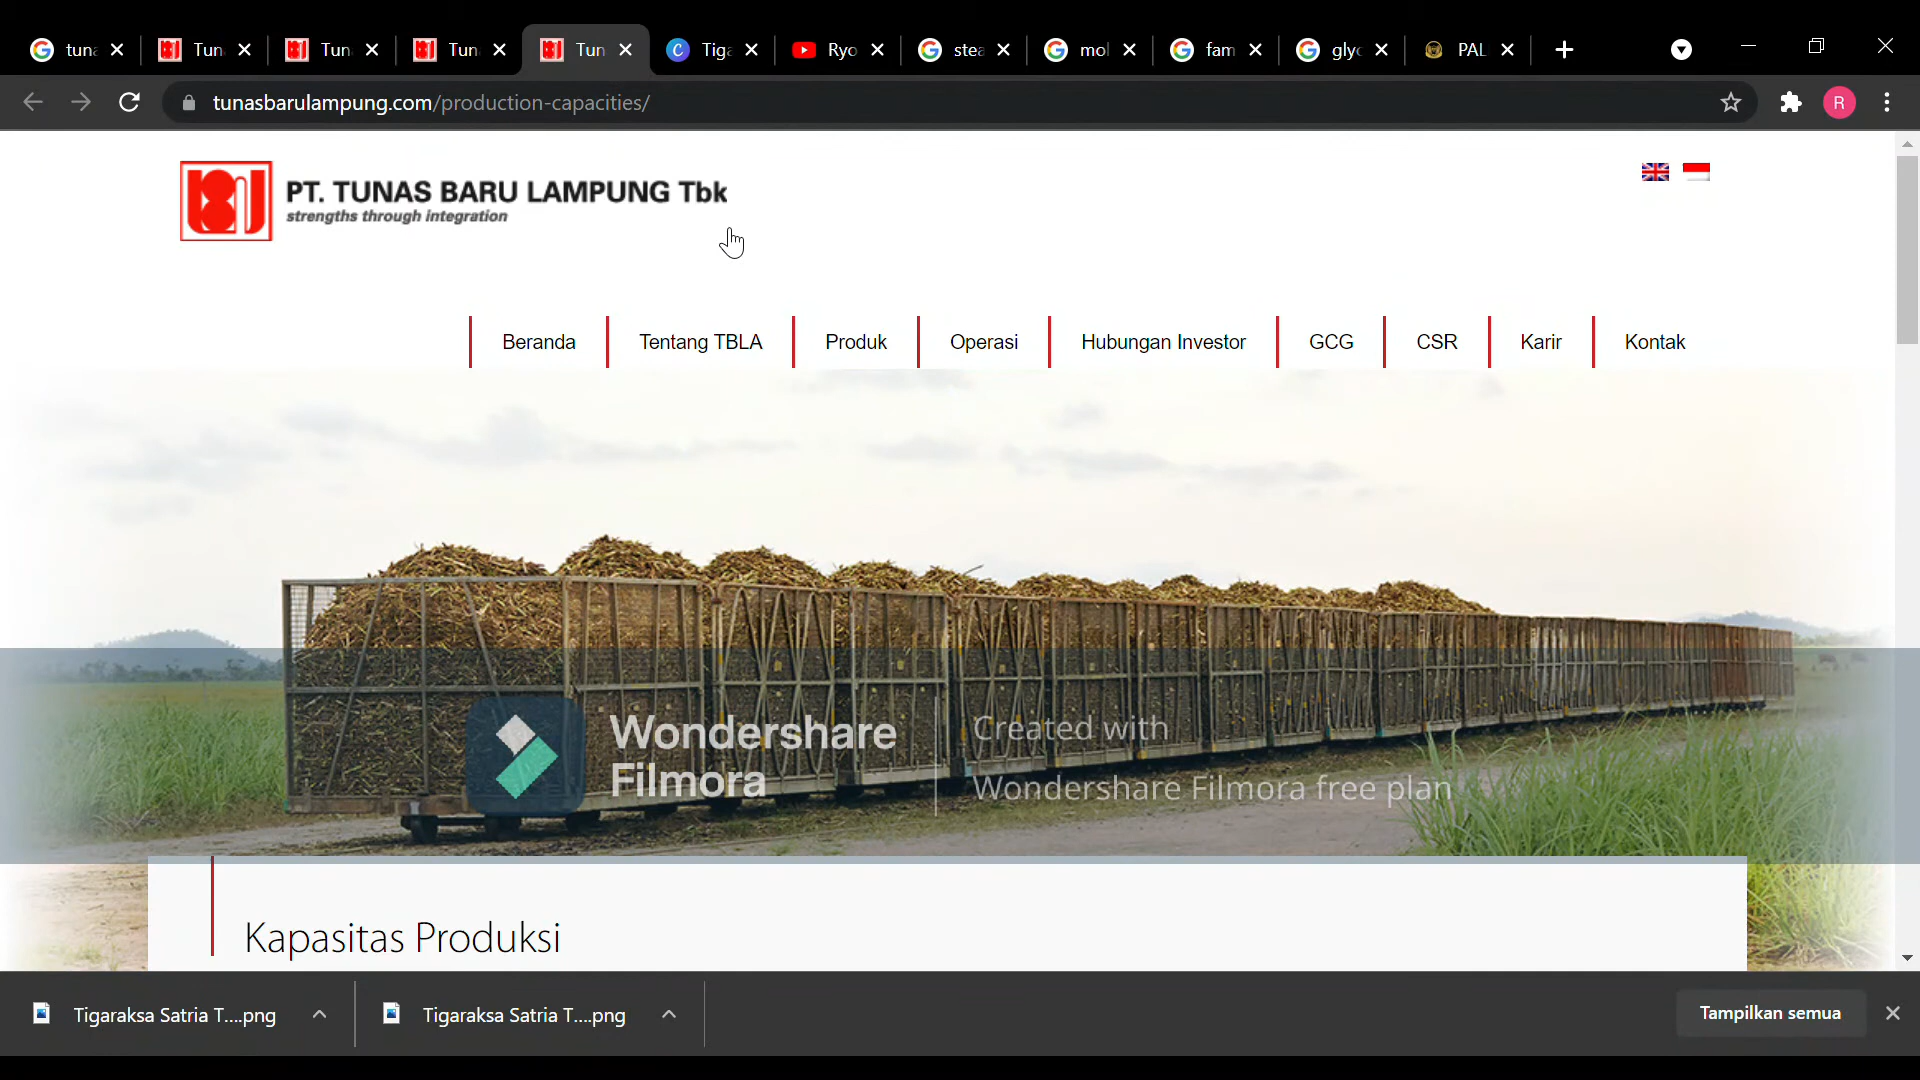 tuna
Tun
Tun
Tun
Tun
Tiga
Ryo
stea
mol
fam
glyc
PAL
tunasbarulampung.com/production-capacities/
R
PT. TUNAS BARU LAMPUNG Tbk
strengths through integration
Beranda
Tentang TBLA
Produk
Operasi
Hubungan Investor
GCG
CSR
Karir
Kontak
Wondershare
Filmora
Created with
Wondershare Filmora free plan
Kapasitas Produksi
Tigaraksa Satria T....png
Tigaraksa Satria T....png
Tampilkan semua